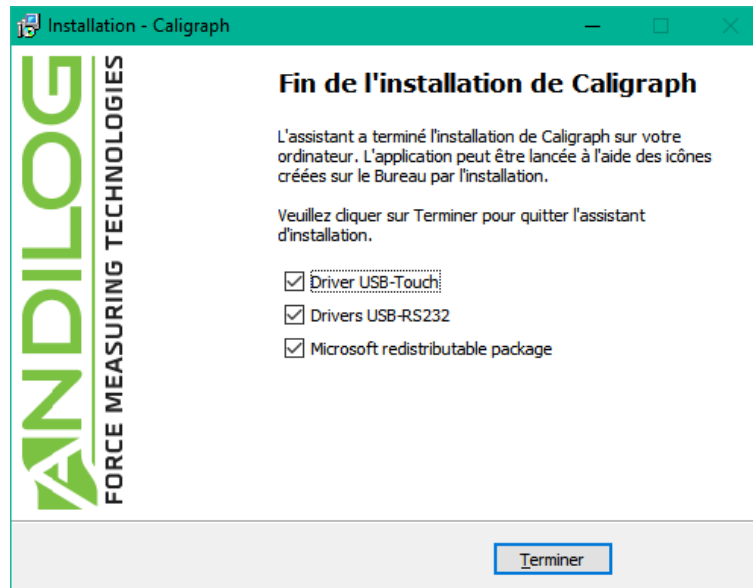 Installation - Caligraph
ANDILOG
FORCE MEASURING TECHNOLOGIES
Fin de l'installation de Caligraph
L'assistant a terminé l'installation de Caligraph sur votre
ordinateur. L'application peut être lancée à l'aide des icônes
créées sur le Bureau par l'installation.
Veuillez cliquer sur Terminer pour quitter l'assistant
d'installation.
Driver USB-Touch
Drivers USB-RS232
Microsoft redistributable package
Terminer